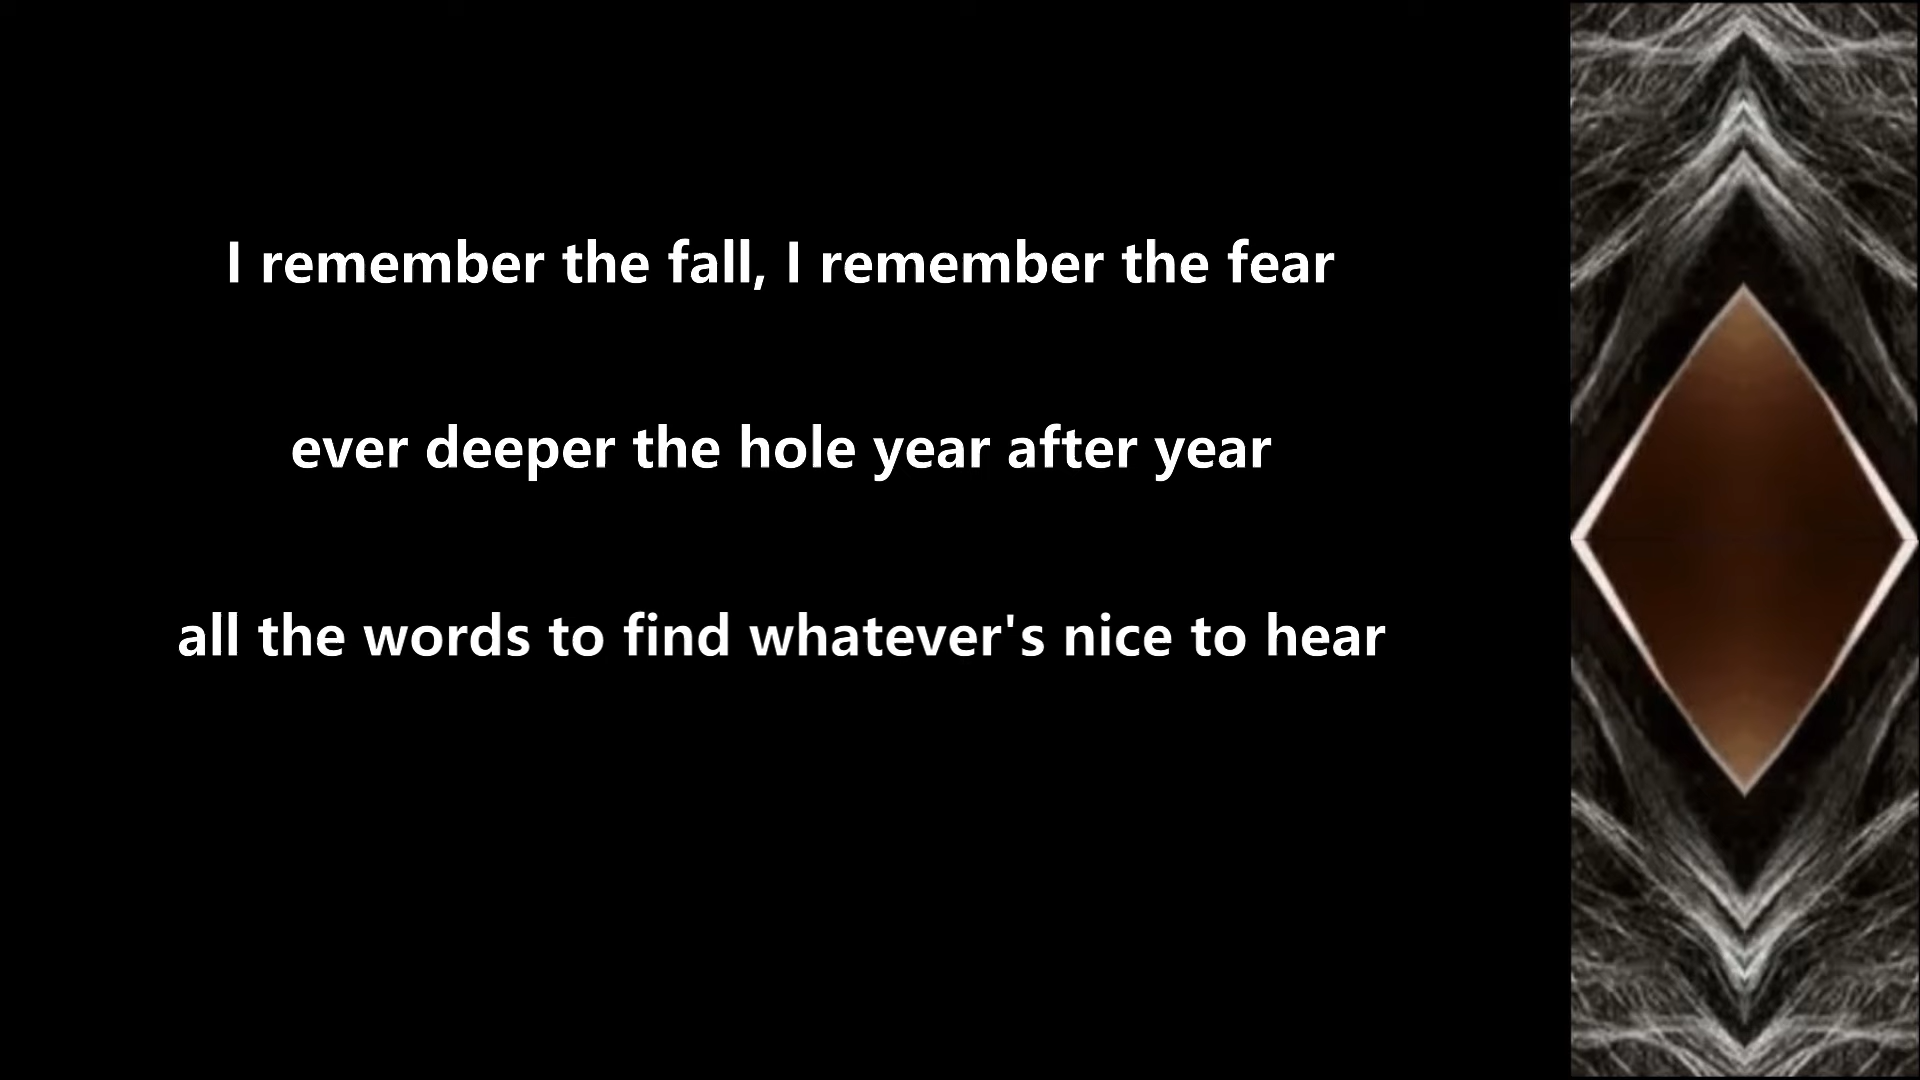 I remember the fall, I remember the fear
ever deeper the hole year after year
all the words to find whatever's nice to hear